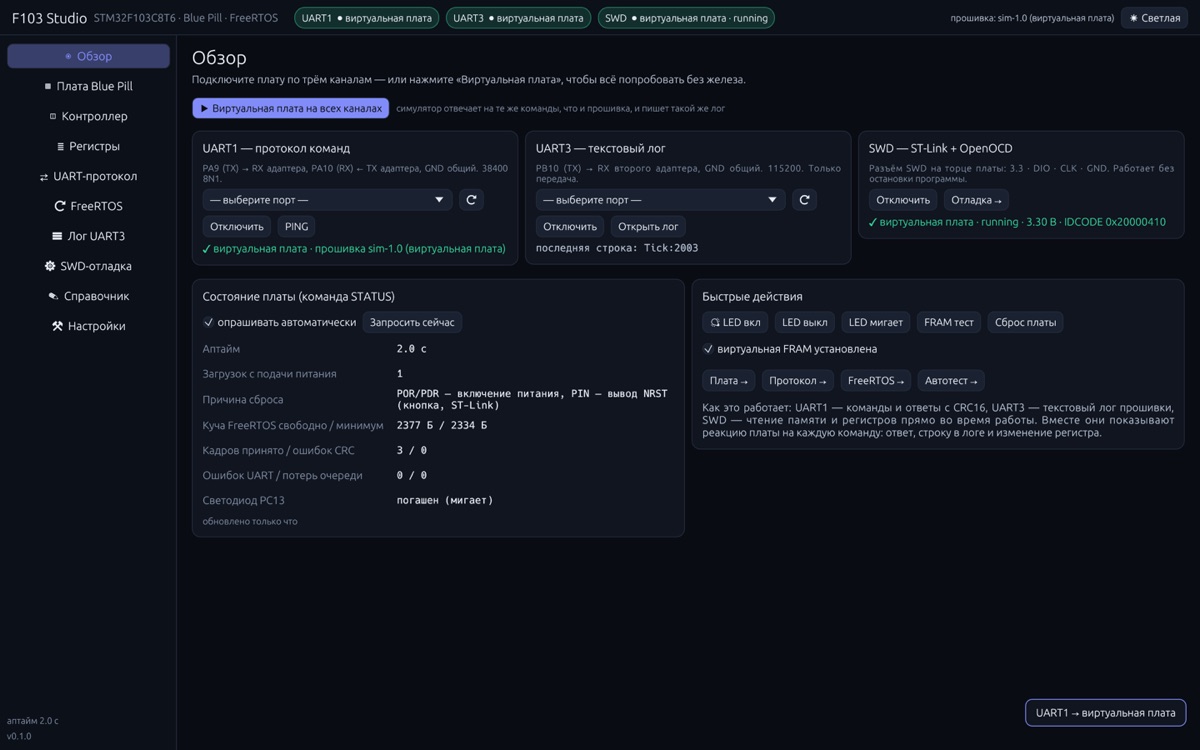 F103 Studio STM32F103C8T6 · Blue Pill · FreeRTOS UART1 ● виртуальная плата UART3 ● виртуальная плата SWD ● виртуальная плата · running прошивка: sim-1.0 (виртуальная плата) ☀ Светлая
Обзор
Плата Blue Pill
Контроллер
Регистры
UART-протокол
FreeRTOS
Лог UART3
SWD-отладка
Справочник
Настройки
аптайм 2.0 с
v0.1.0
Обзор
Подключите плату по трём каналам — или нажмите «Виртуальная плата», чтобы всё попробовать без железа.
▶ Виртуальная плата на всех каналах симулятор отвечает на те же команды, что и прошивка, и пишет такой же лог
UART1 — протокол команд
PA9 (TX) → RX адаптера, PA10 (RX) ← TX адаптера, GND общий. 38400
8N1.
— выберите порт —
Отключить PING
✓ виртуальная плата · прошивка sim-1.0 (виртуальная плата)
UART3 — текстовый лог
PB10 (TX) → RX второго адаптера, GND общий. 115200. Только
передача.
— выберите порт —
Отключить Открыть лог
последняя строка: Tick:2003
SWD — ST-Link + OpenOCD
Разъём SWD на торце платы: 3.3 · DIO · CLK · GND. Работает без
остановки программы.
Отключить Отладка →
✓ виртуальная плата · running · 3.30 В · IDCODE 0x20000410
Состояние платы (команда STATUS)
✓ опрашивать автоматически Запросить сейчас
Аптайм 2.0 с
Загрузок с подачи питания 1
Причина сброса POR/PDR — включение питания, PIN — вывод NRST
(кнопка, ST-Link)
Куча FreeRTOS свободно / минимум 2377 Б / 2334 Б
Кадров принято / ошибок CRC 3 / 0
Ошибок UART / потерь очереди 0 / 0
Светодиод PC13 погашен (мигает)
обновлено только что
Быстрые действия
LED вкл LED выкл LED мигает FRAM тест Сброс платы
✓ виртуальная FRAM установлена
Плата → Протокол → FreeRTOS → Автотест →
Как это работает: UART1 — команды и ответы с CRC16, UART3 — текстовый лог прошивки,
SWD — чтение памяти и регистров прямо во время работы. Вместе они показывают
реакцию платы на каждую команду: ответ, строку в логе и изменение регистра.
UART1 → виртуальная плата